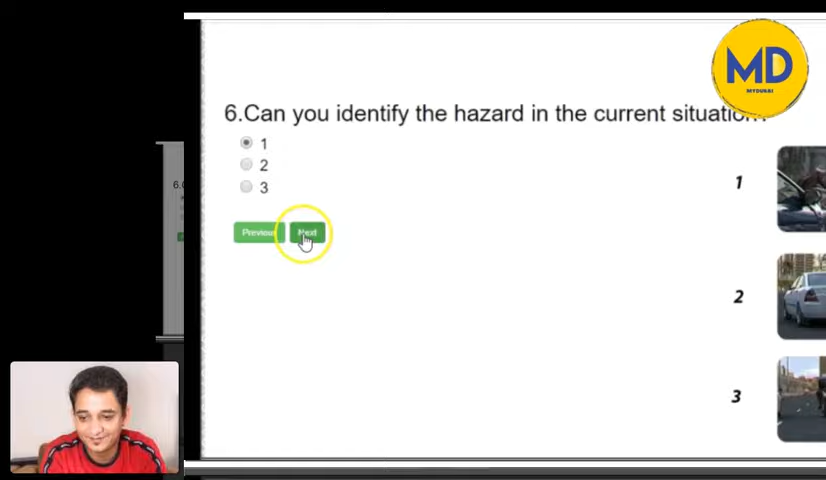 MD
MYDUBAI
6.Can you identify the hazard in the current situation?
1
2
3
Previous Next
1
2
3
6.